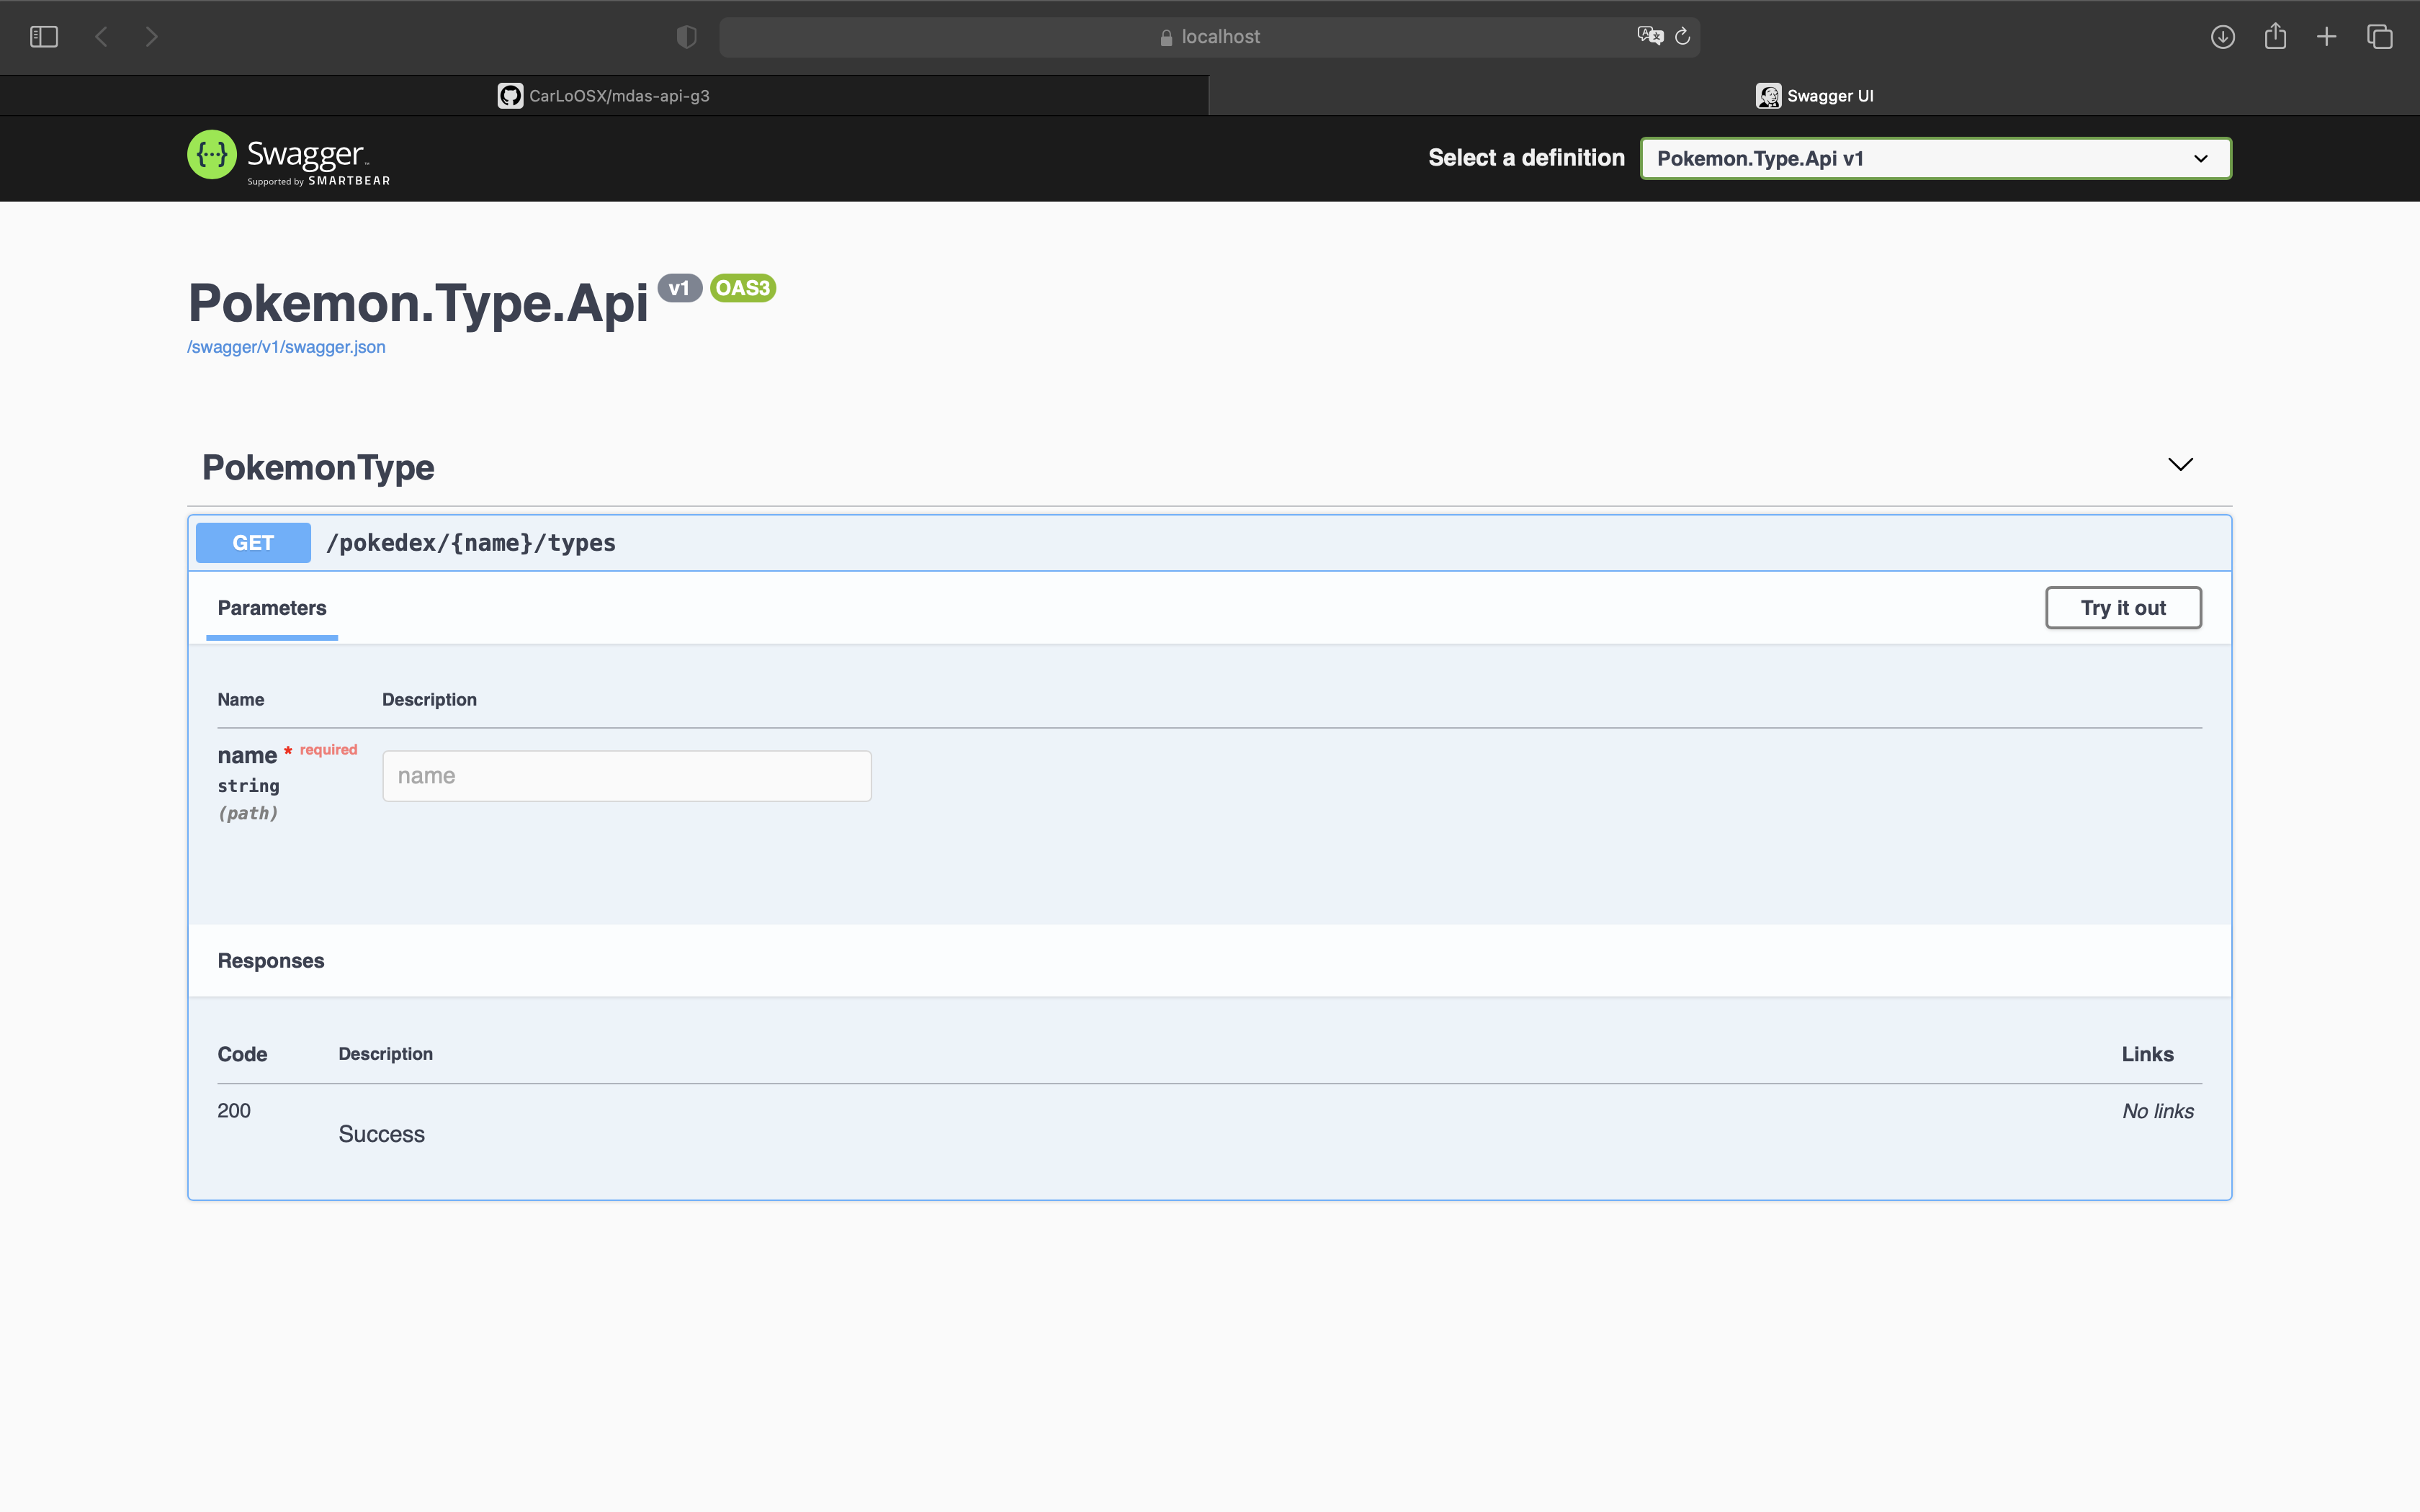 localhost
CarLoOSX/mdas-api-g3
Swagger UI
Swagger™
Supported by SMARTBEAR
Select a definition
Pokemon.Type.Api v1
Pokemon.Type.Api v1 OAS3
/swagger/v1/swagger.json
PokemonType
GET /pokedex/{name}/types
Parameters
Try it out
Name Description
name * required
string
(path)
name
Responses
Code Description Links
200 Success No links